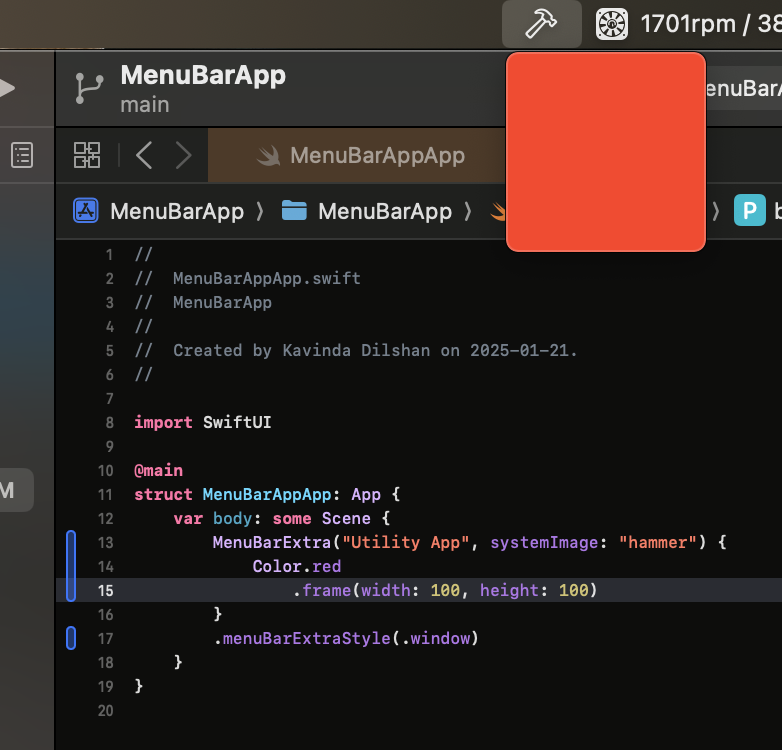 1701rpm / 38
MenuBarApp
main
enuBarA
MenuBarAppApp
MenuBarApp 〉 MenuBarApp 〉 〉 P b
1 //
2 //  MenuBarAppApp.swift
3 //  MenuBarApp
4 //
5 //  Created by Kavinda Dilshan on 2025-01-21.
6 //
7
8 import SwiftUI
9
10 @main
11 struct MenuBarAppApp: App {
12     var body: some Scene {
M
13         MenuBarExtra("Utility App", systemImage: "hammer") {
14             Color.red
15                 .frame(width: 100, height: 100)
16         }
17         .menuBarExtraStyle(.window)
18     }
19 }
20